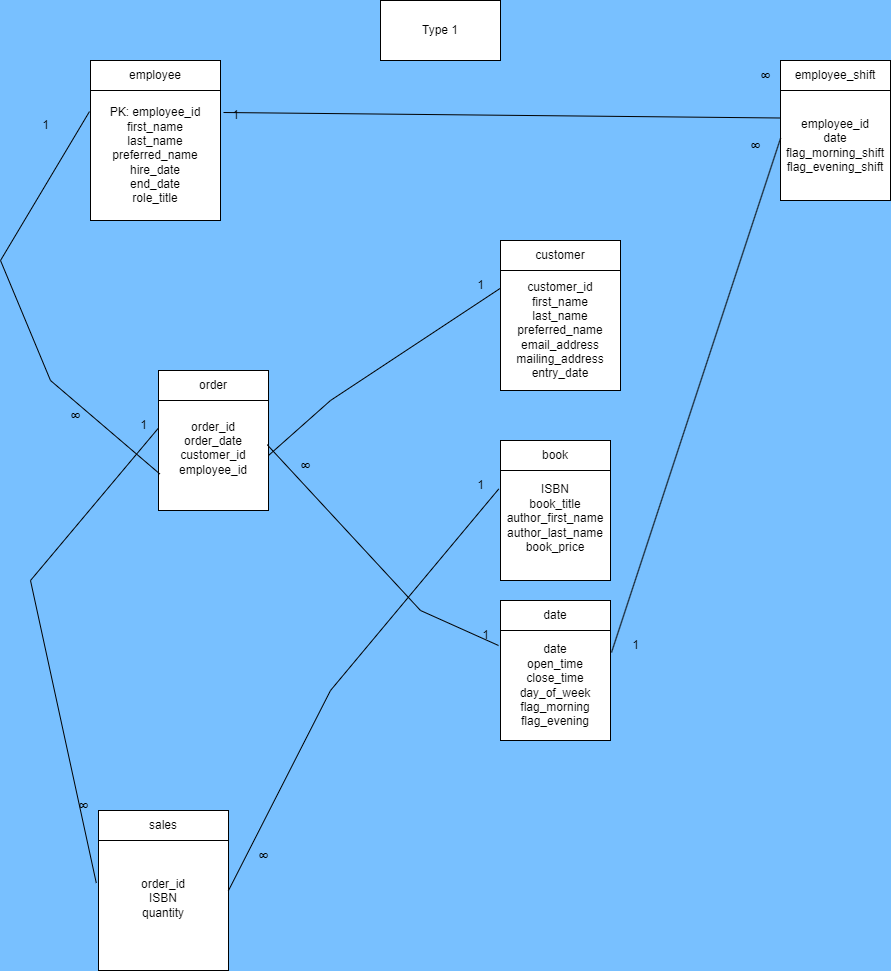 Type 1
employee
PK: employee_id
first_name
last_name
preferred_name
hire_date
end_date
role_title
1
1
∞
employee_shift
employee_id
date
flag_morning_shift
flag_evening_shift
∞
customer
customer_id
first_name
last_name
preferred_name
email_address
mailing_address
entry_date
1
order
order_id
order_date
customer_id
employee_id
∞
1
∞
book
ISBN
book_title
author_first_name
author_last_name
book_price
1
date
date
open_time
close_time
day_of_week
flag_morning
flag_evening
1
1
sales
order_id
ISBN
quantity
∞
∞